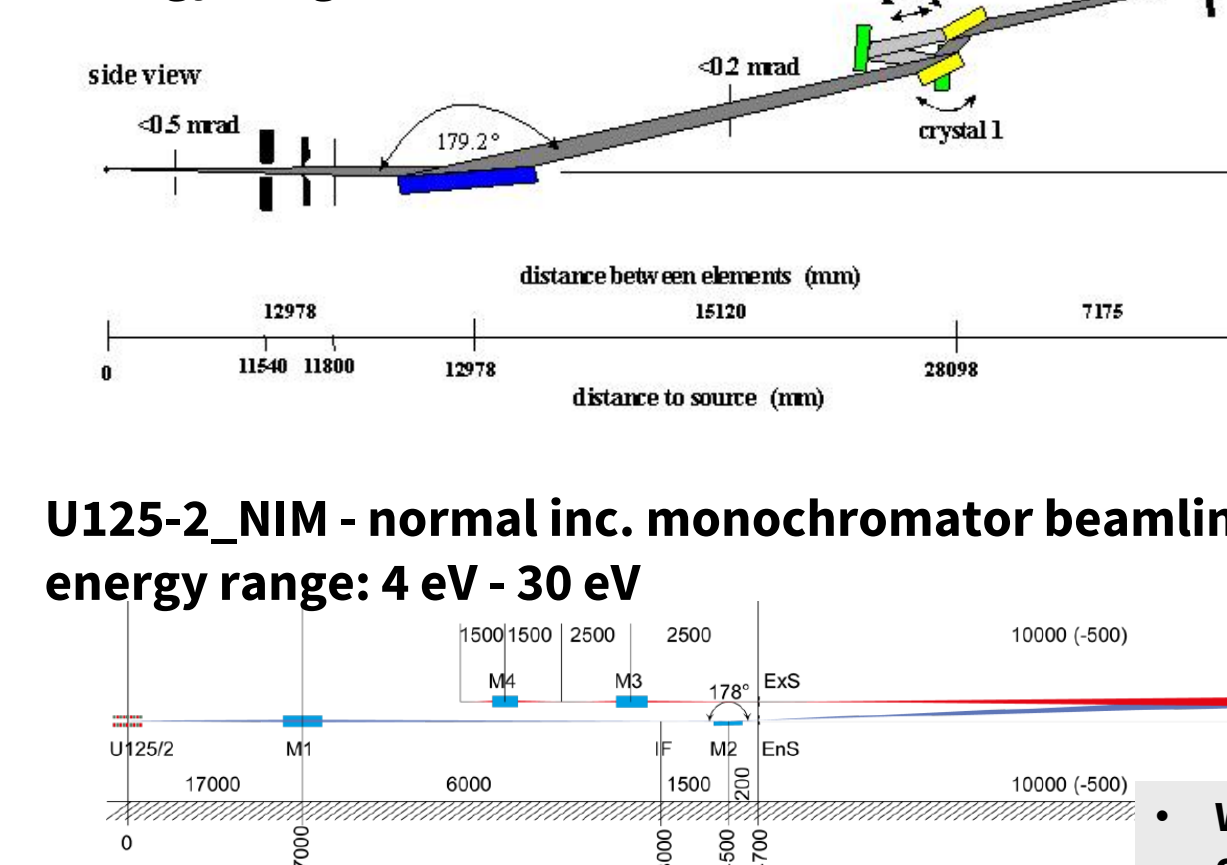 side view
<0.5 mrad
179.2°
<0.2 mrad
crystal 1
distance between elements (mm)
12978 15120 7175
0 11540 11800 12978 28098
distance to source (mm)
U125-2_NIM - normal inc. monochromator
energy range: 4 eV - 30 eV
1500 1500 2500 2500 10000 (-500)
M4 M3 178° ExS
U125/2 M1 IF M2 EnS
17000 6000 1500 200 10000 (-500)
0